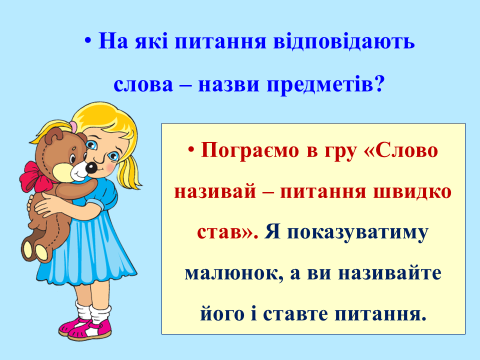 • На які питання відповідають
слова – назви предметів?
• Пограємо в гру «Слово
називай – питання швидко
став». Я показуватиму
малюнок, а ви називайте
його і ставте питання.